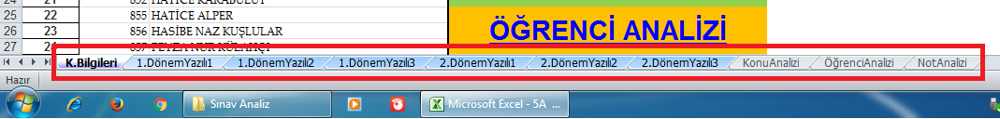 24 21 852 HATİCE KARABULUT
25 22 855 HATİCE ALPER
26 23 856 HASİBE NAZ KUŞLULAR
27 24 857 FEYZA NUR KÜLAHÇI
ÖĞRENCİ ANALİZİ
K.Bilgileri 1.DönemYazılı1 1.DönemYazılı2 1.DönemYazılı3 2.DönemYazılı1 2.DönemYazılı2 2.DönemYazılı3 KonuAnalizi ÖğrenciAnalizi NotAnalizi
Hazır
Sınav Analiz Microsoft Excel - 5A ...